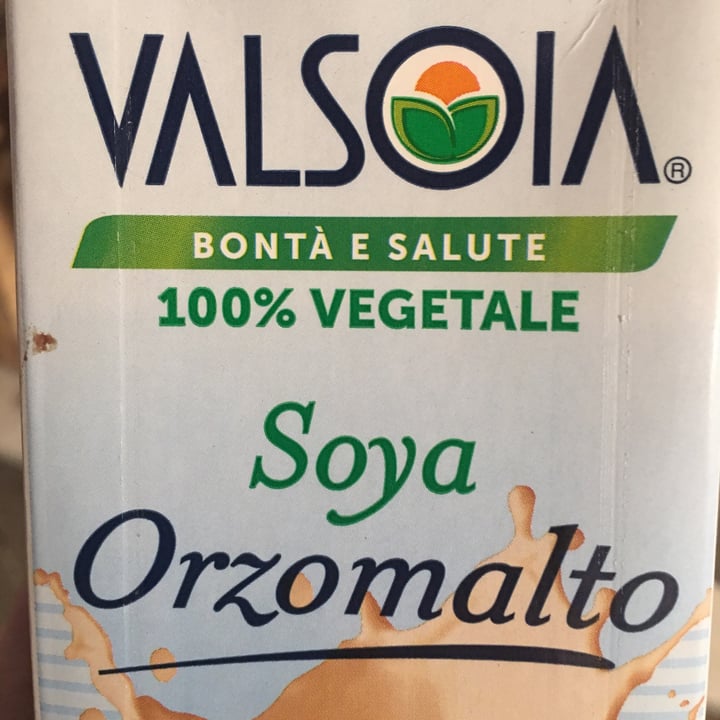 VALSOIA®
BONTÀ E SALUTE
100% VEGETALE
Soya
Orzomalto